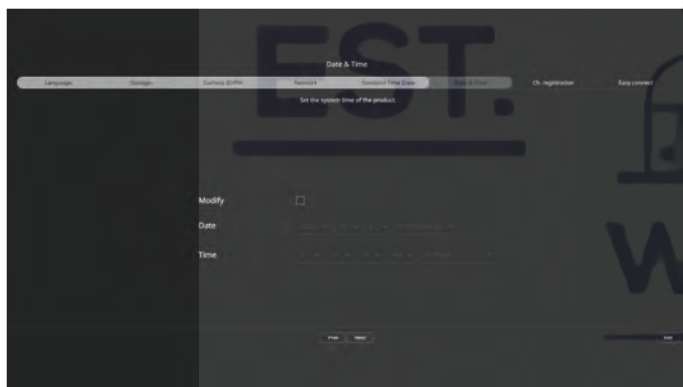 EST.
Date & Time
Language Storage Camera ID/PW Network Standard Time Zone Date & Time Ch. registration Easy connect
Set the system time of the product.
Modify
Date
Time
W
Prev Next Exit